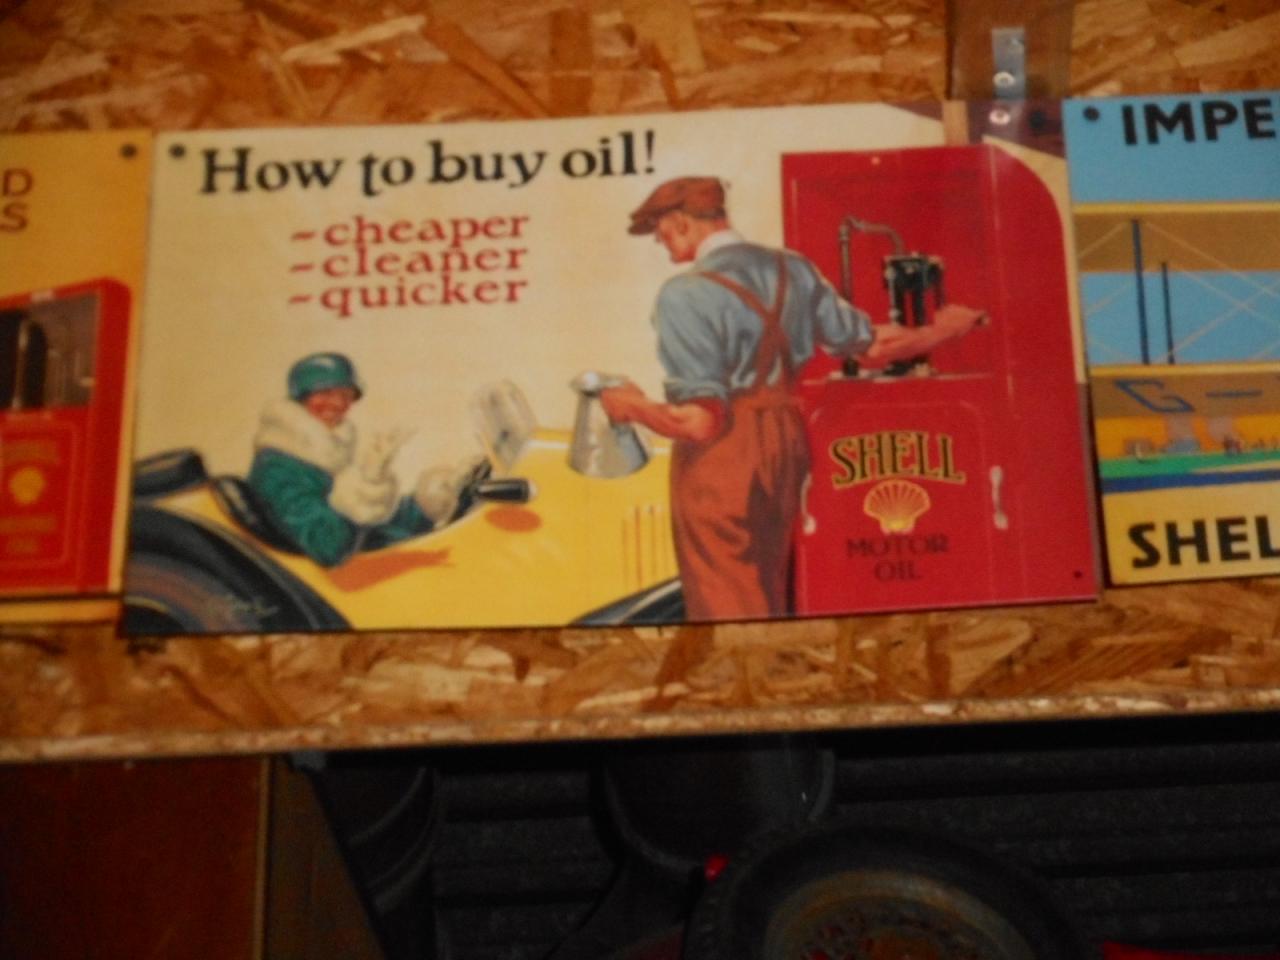 D
S
How to buy oil!
~cheaper
~cleaner
~quicker
SHELL
MOTOR
OIL
IMPE
G-
SHEL